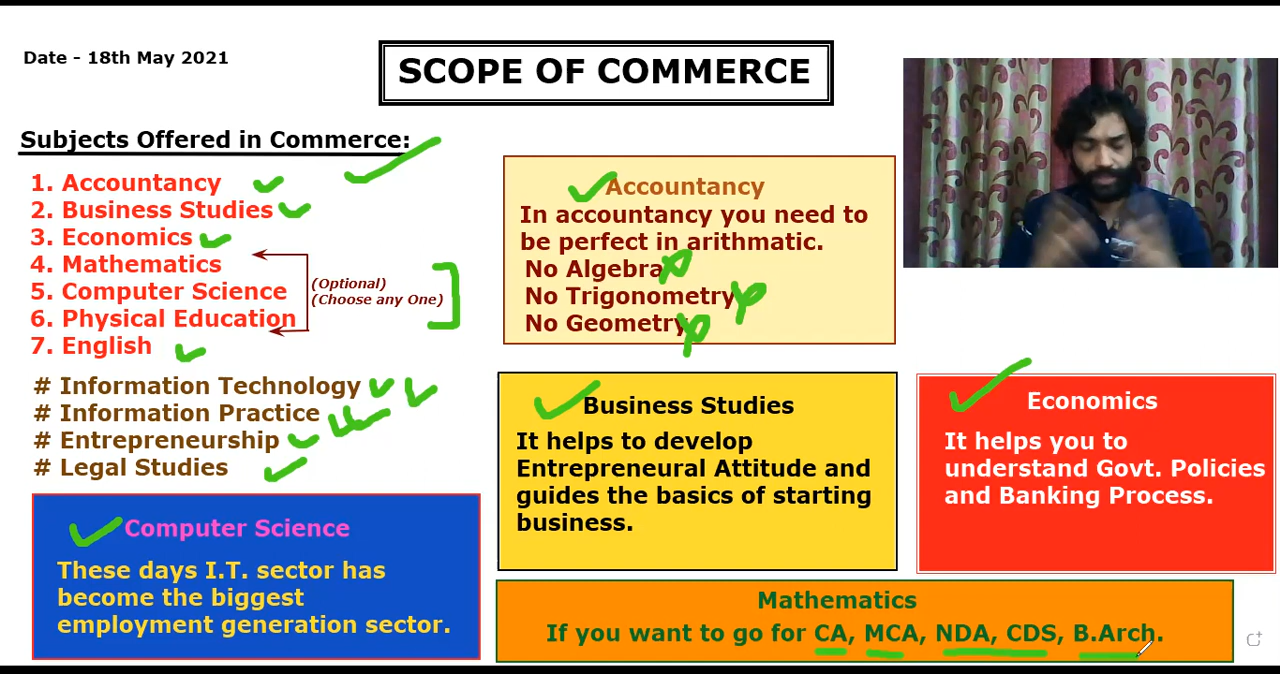 Date - 18th May 2021
SCOPE OF COMMERCE
Subjects Offered in Commerce:
1. Accountancy
2. Business Studies
3. Economics
4. Mathematics
5. Computer Science
6. Physical Education
7. English
(Optional)
(Choose any One)
# Information Technology
# Information Practice
# Entrepreneurship
# Legal Studies
Accountancy
In accountancy you need to
be perfect in arithmatic.
No Algebra
No Trigonometry
No Geometry
Business Studies
It helps to develop
Entrepreneurial Attitude and
guides the basics of starting
business.
Economics
It helps you to
understand Govt. Policies
and Banking Process.
Computer Science
These days I.T. sector has
become the biggest
employment generation sector.
Mathematics
If you want to go for CA, MCA, NDA, CDS, B.Arch.